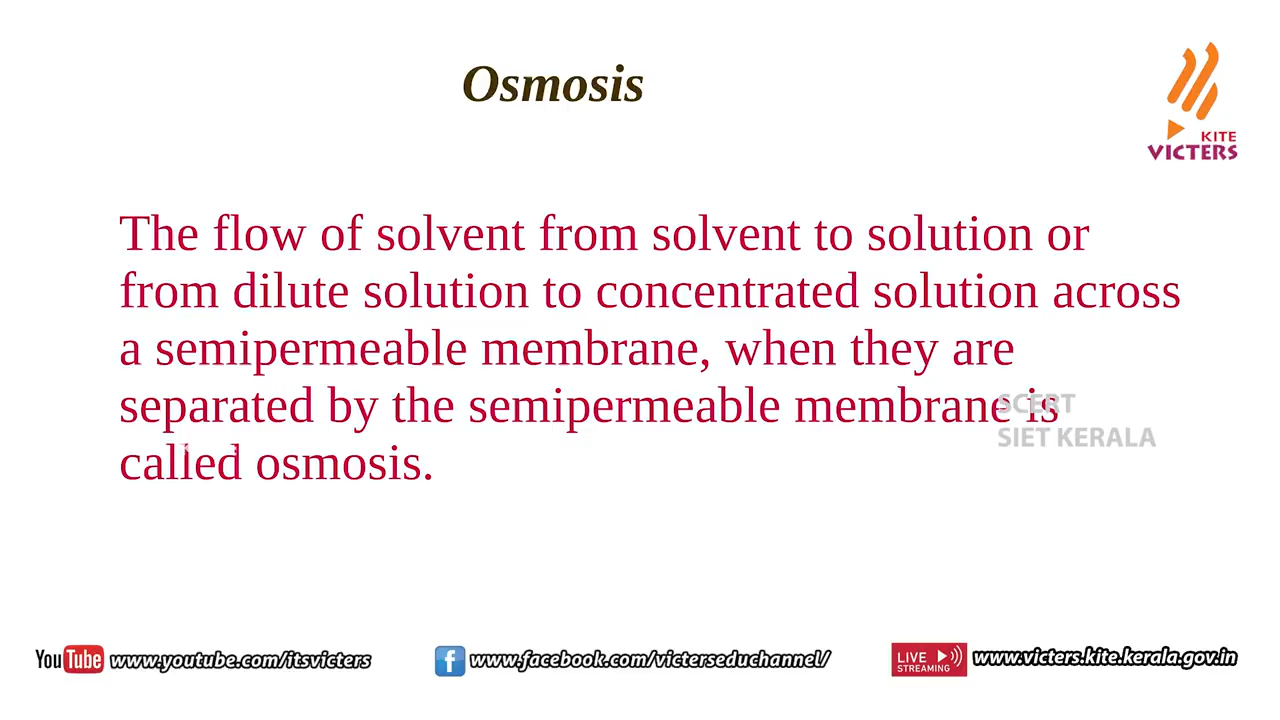 Osmosis
KITE
VICTERS
The flow of solvent from solvent to solution or
from dilute solution to concentrated solution across
a semipermeable membrane, when they are
separated by the semipermeable membrane is
called osmosis.
SCERT
SIET KERALA
You Tube www.youtube.com/itsvicters
f www.facebook.com/victerseduchannel/
LIVE STREAMING www.victers.kite.kerala.gov.in